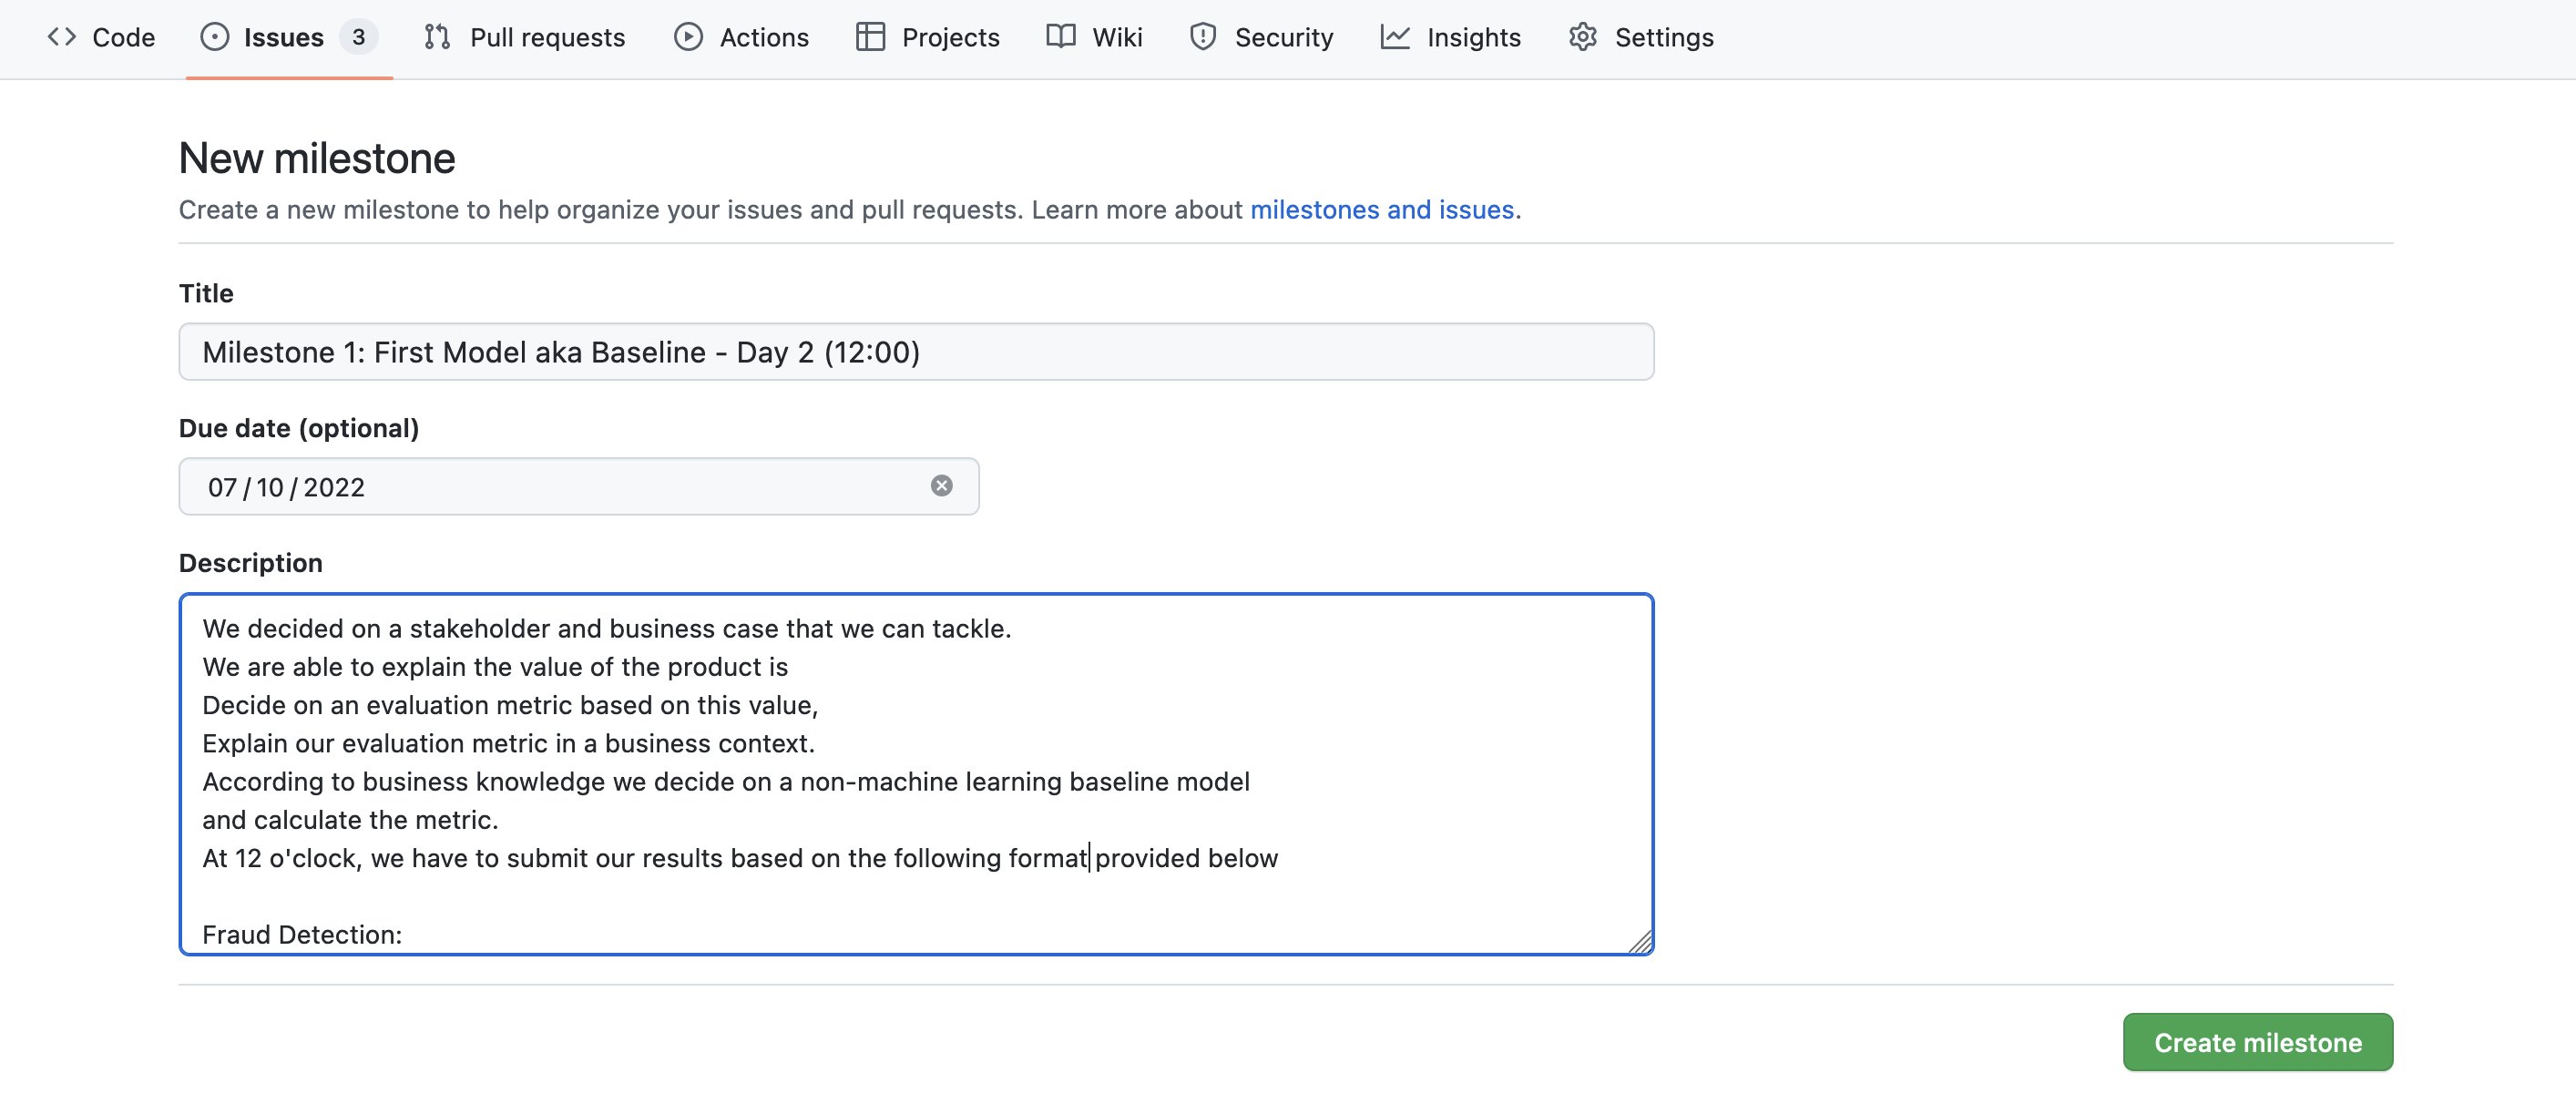 Code Issues 3 Pull requests Actions Projects Wiki Security Insights Settings
New milestone
Create a new milestone to help organize your issues and pull requests. Learn more about milestones and issues.
Title
Milestone 1: First Model aka Baseline - Day 2 (12:00)
Due date (optional)
07/10/2022
Description
We decided on a stakeholder and business case that we can tackle.
We are able to explain the value of the product is
Decide on an evaluation metric based on this value,
Explain our evaluation metric in a business context.
According to business knowledge we decide on a non-machine learning baseline model
and calculate the metric.
At 12 o'clock, we have to submit our results based on the following format provided below
Fraud Detection:
Create milestone